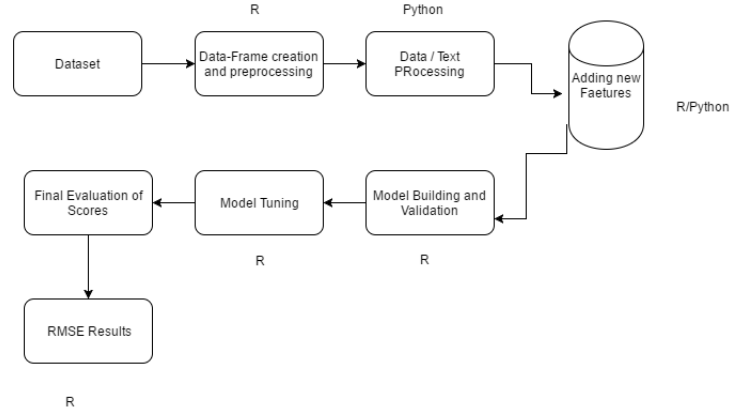 R
Python
Dataset
Data-Frame creation
and preprocessing
Data / Text
PRocessing
Adding new
Faetures
R/Python
Final Evaluation of
Scores
Model Tuning
Model Building and
Validation
R
R
RMSE Results
R